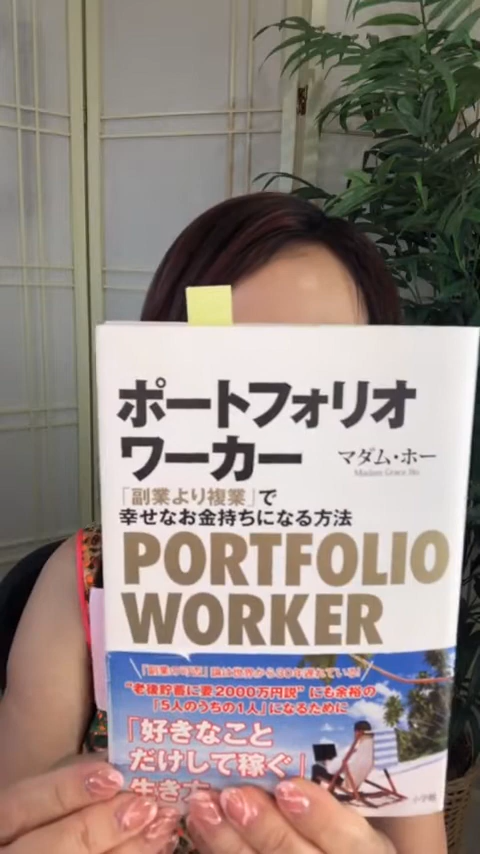 ポートフォリオ
ワーカー
マダム・ホー
Madam Grace Ho
「副業より複業」で
幸せなお金持ちになる方法
PORTFOLIO
WORKER
「副業の可否」論は世界から30年遅れている!
“老後貯蓄に要2000万円説”にも余裕の
「5人のうちの1人」になるために
「好きなこと
だけして稼ぐ」
生き方
小学館